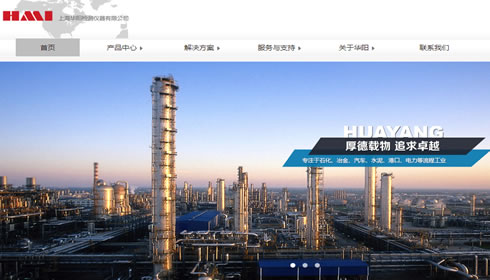 HMI 上海华阳检测仪器有限公司
首页 产品中心 解决方案 服务与支持 关于华阳 联系我们
HUAYANG
厚德载物 追求卓越
专注于石化、冶金、汽车、水泥、港口、电力等流程工业